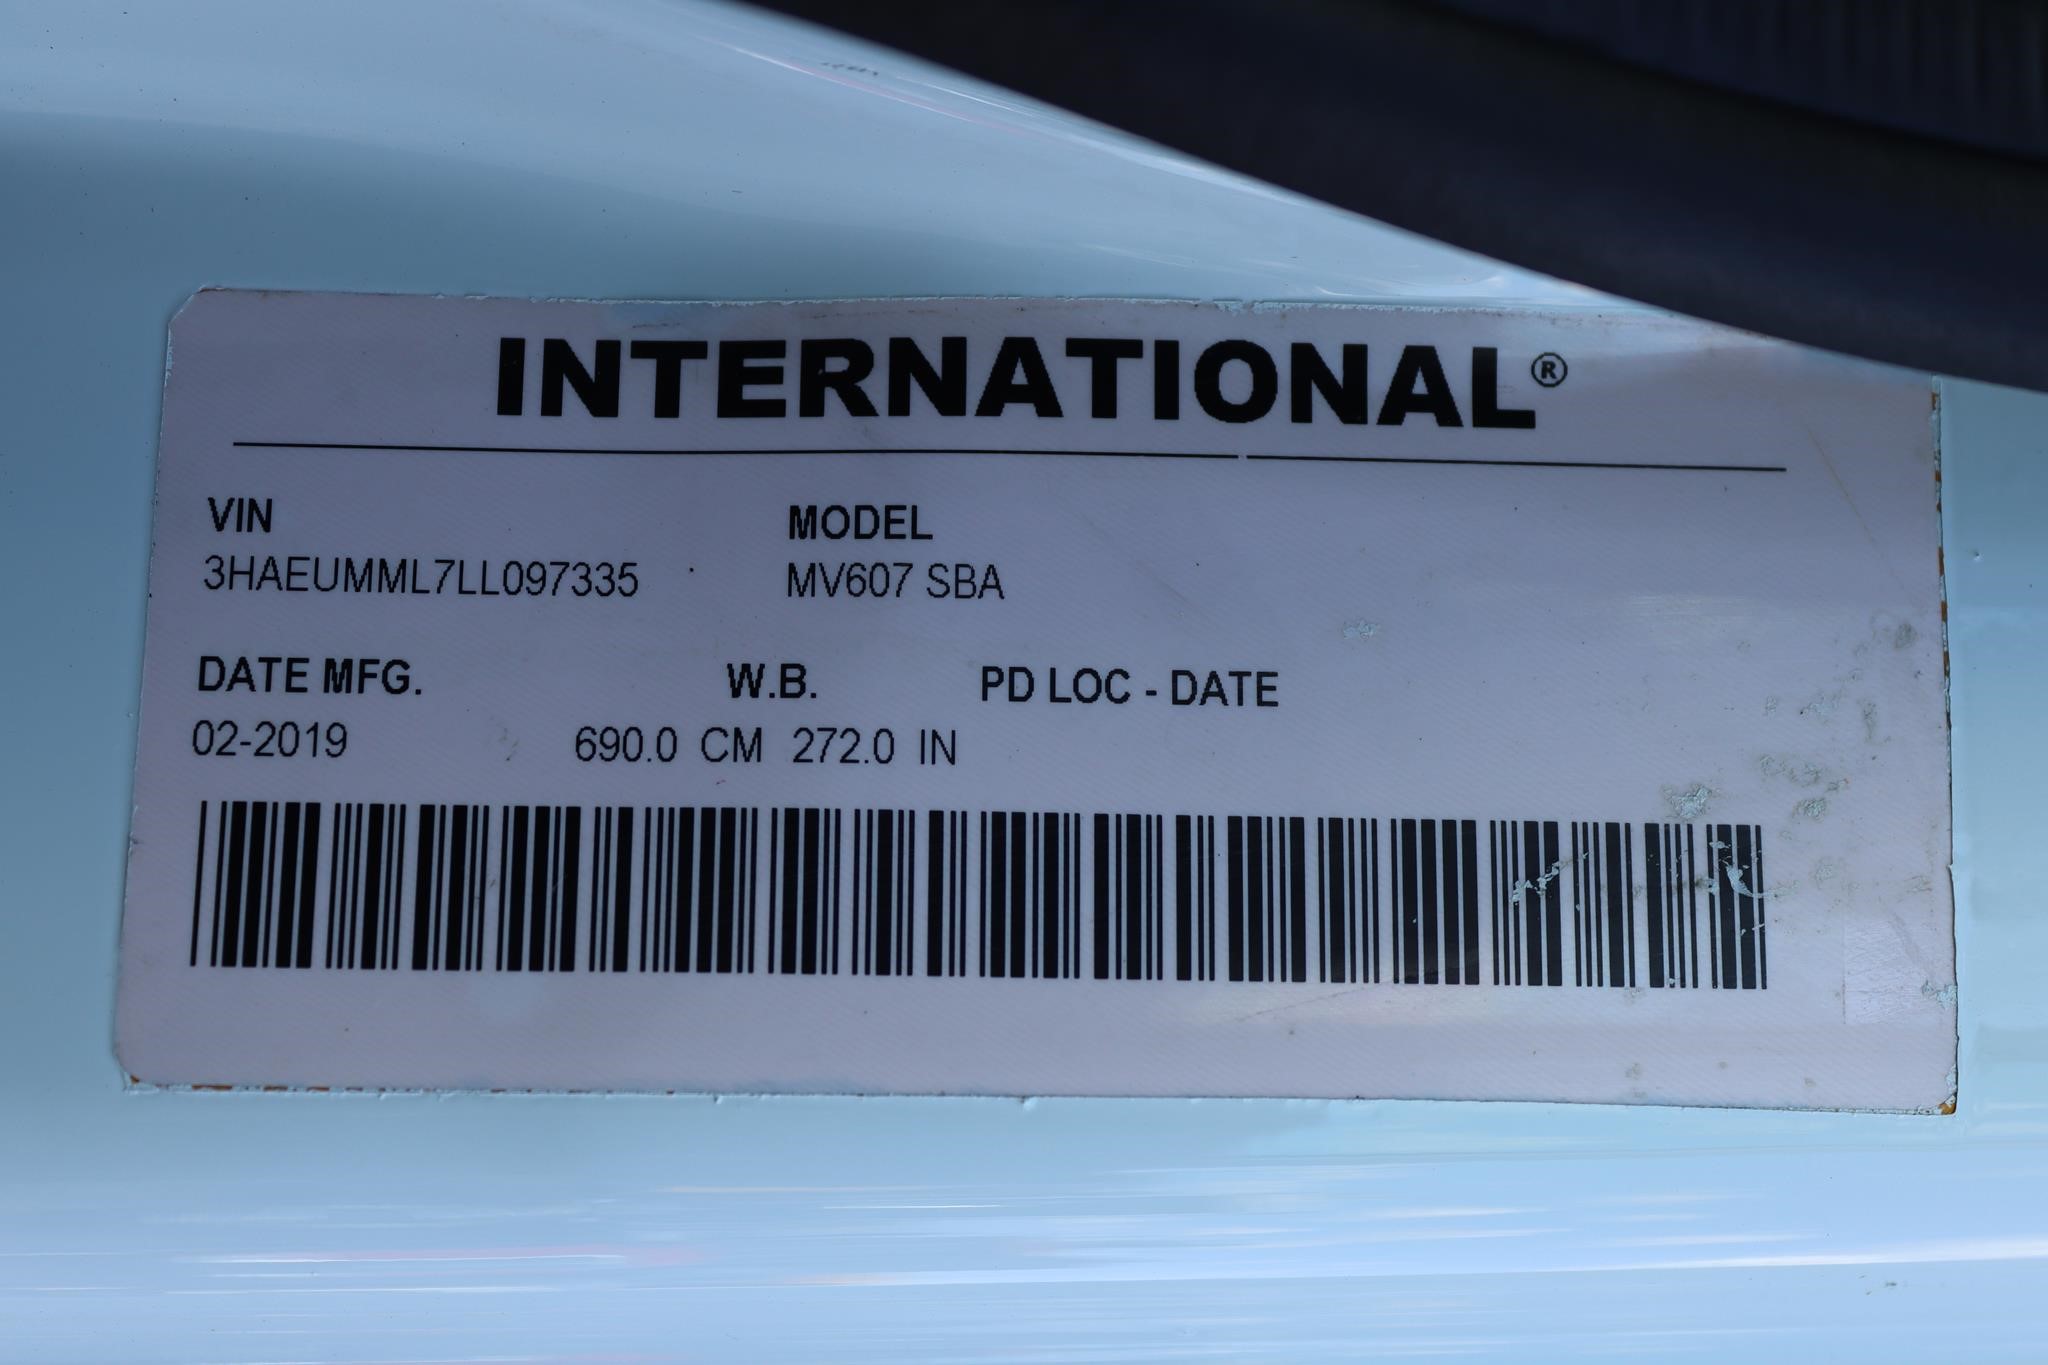 INTERNATIONAL®
VIN MODEL
3HAEUMML7LL097335 MV607 SBA
DATE MFG. W.B. PD LOC - DATE
02-2019 690.0 CM 272.0 IN